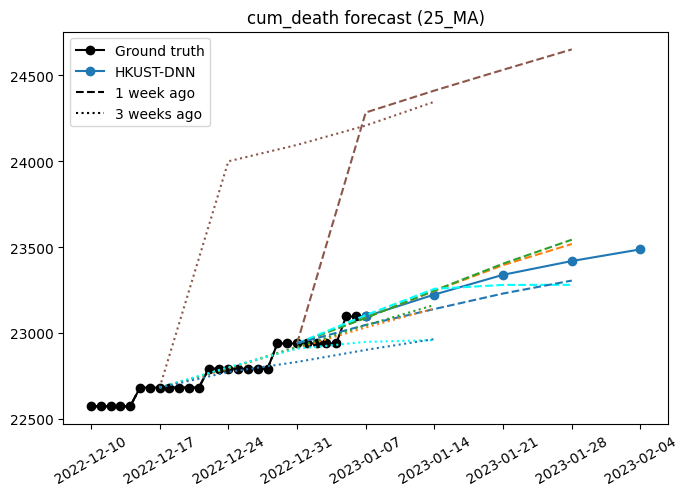 cum_death forecast (25_MA)
Ground truth
HKUST-DNN
1 week ago
3 weeks ago
24500
24000
23500
23000
22500
2022-12-10
2022-12-17
2022-12-24
2022-12-31
2023-01-07
2023-01-14
2023-01-21
2023-01-28
2023-02-04